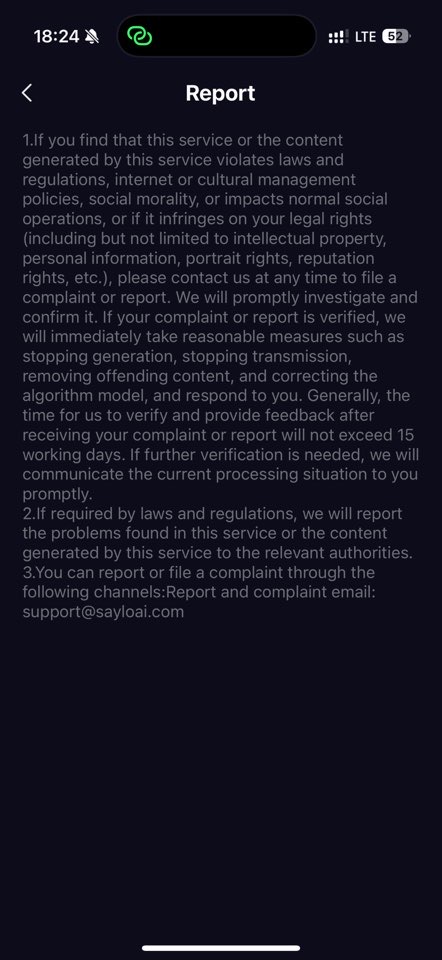 18:24
LTE
52
Report
1.If you find that this service or the content
generated by this service violates laws and
regulations, internet or cultural management
policies, social morality, or impacts normal social
operations, or if it infringes on your legal rights
(including but not limited to intellectual property,
personal information, portrait rights, reputation
rights, etc.), please contact us at any time to file a
complaint or report. We will promptly investigate and
confirm it. If your complaint or report is verified, we
will immediately take reasonable measures such as
stopping generation, stopping transmission,
removing offending content, and correcting the
algorithm model, and respond to you. Generally, the
time for us to verify and provide feedback after
receiving your complaint or report will not exceed 15
working days. If further verification is needed, we will
communicate the current processing situation to you
promptly.
2.If required by laws and regulations, we will report
the problems found in this service or the content
generated by this service to the relevant authorities.
3.You can report or file a complaint through the
following channels:Report and complaint email:
support@sayloai.com